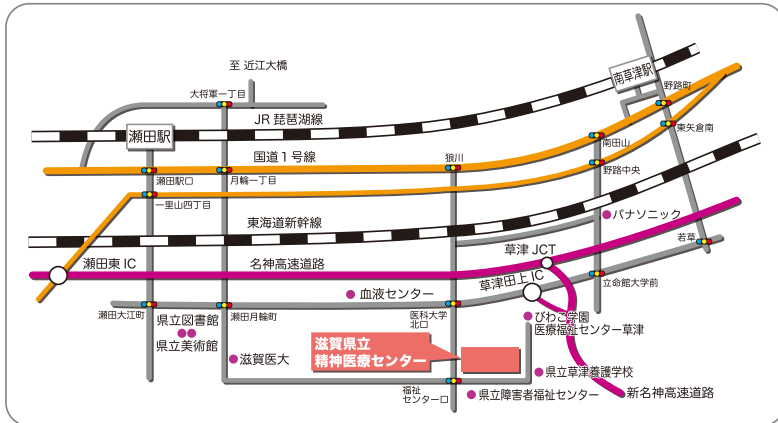 至 近江大橋
大将軍一丁目
南草津駅
野路町
JR 琵琶湖線
瀬田駅
東矢倉南
南田山
国道1号線
狼川
瀬田駅口
月輪一丁目
野路中央
一里山四丁目
パナソニック
東海道新幹線
若草
草津 JCT
瀬田東 IC
名神高速道路
草津田上 IC
立命館大学前
血液センター
瀬田大江町
県立図書館
瀬田月輪町
医科大学
北口
びわこ学園
医療福祉センター草津
県立美術館
滋賀県立
精神医療センター
滋賀医大
県立草津養護学校
福祉
センター口
県立障害者福祉センター
新名神高速道路